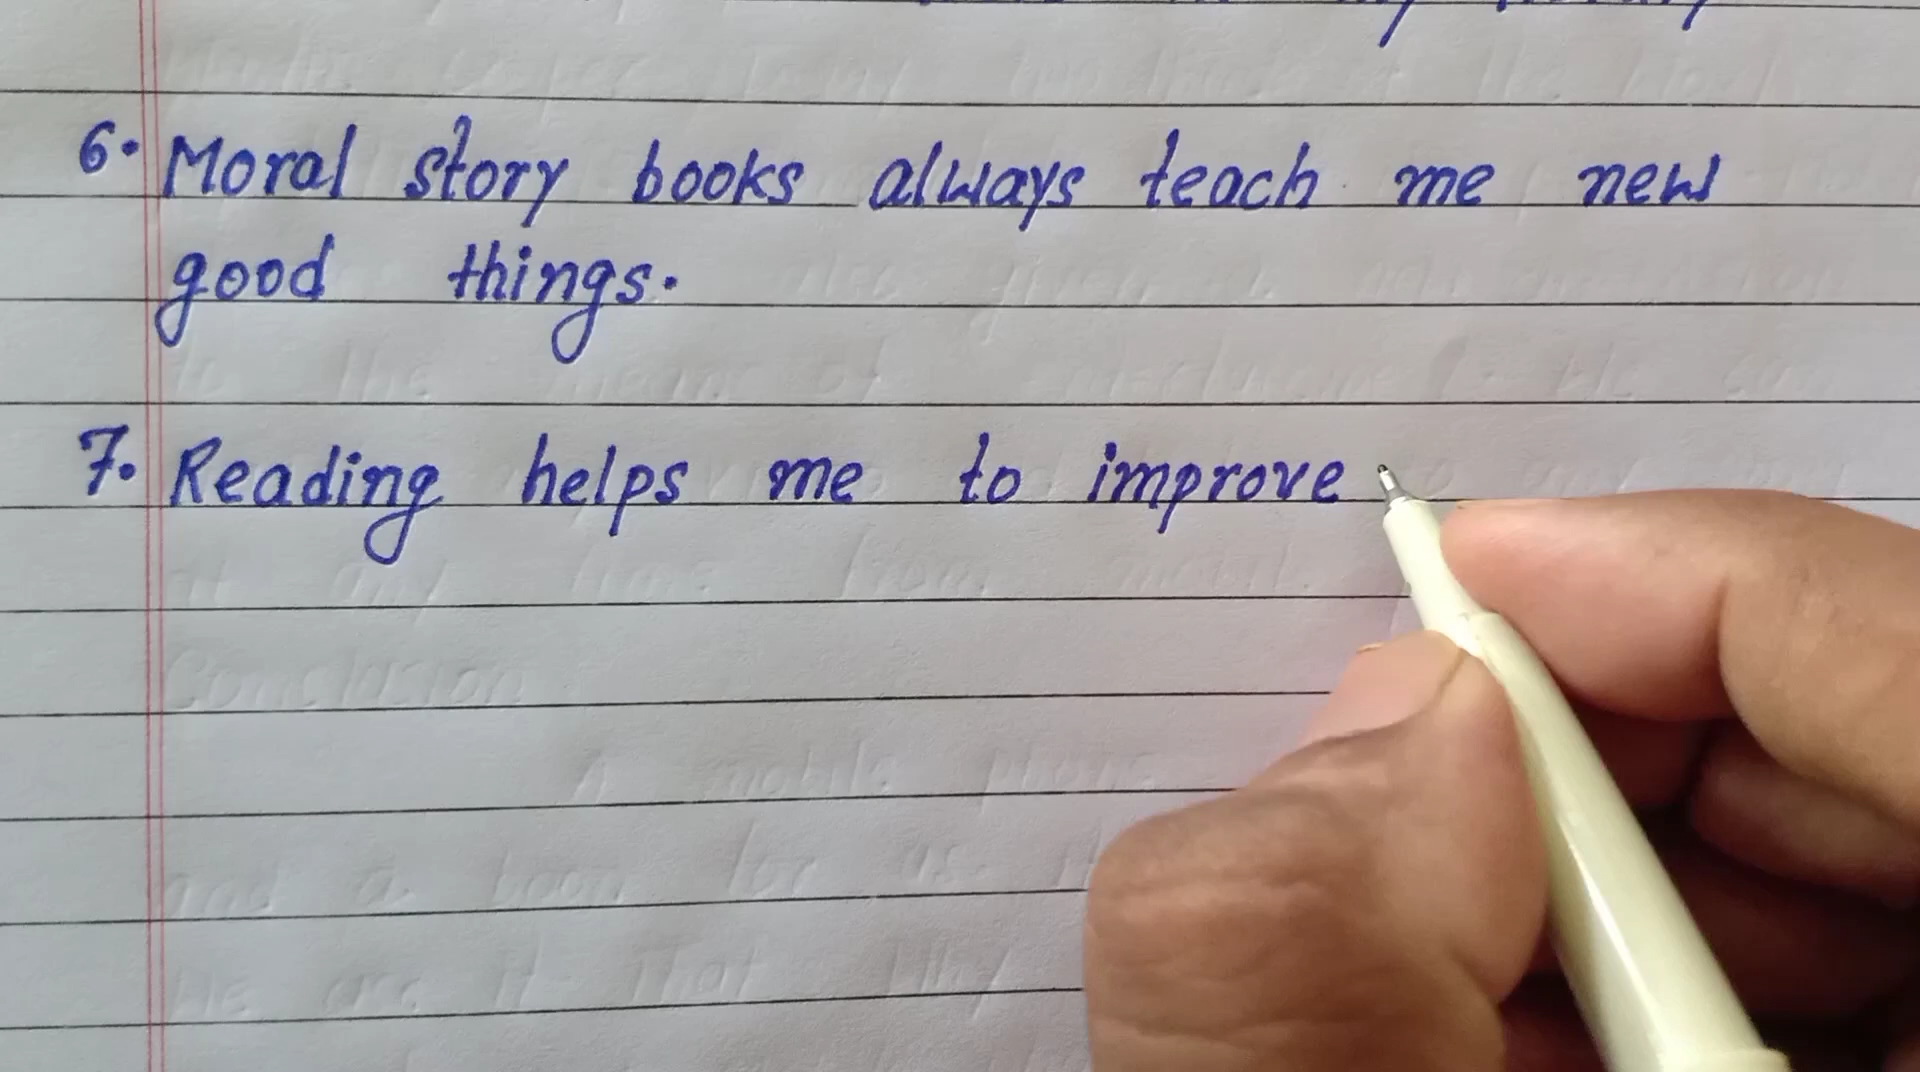 6. Moral story books always teach me new
good things.
7. Reading helps me to improve